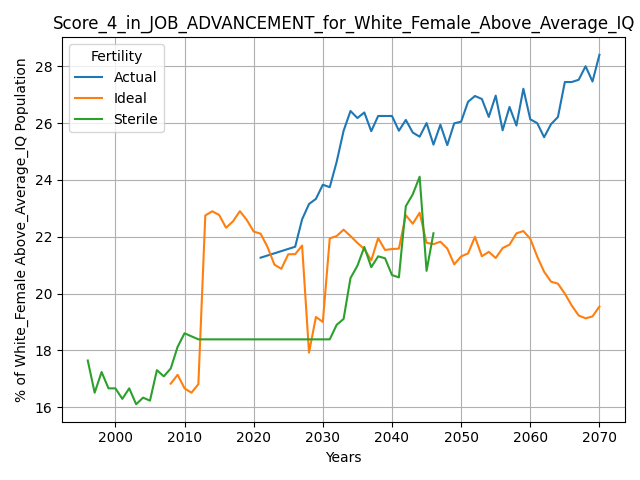 Score_4_in_JOB_ADVANCEMENT_for_White_Female_Above_Average_IQ
Fertility
Actual
Ideal
Sterile
% of White_Female Above_Average_IQ Population
28
26
24
22
20
18
16
2000
2010
2020
2030
2040
2050
2060
2070
Years